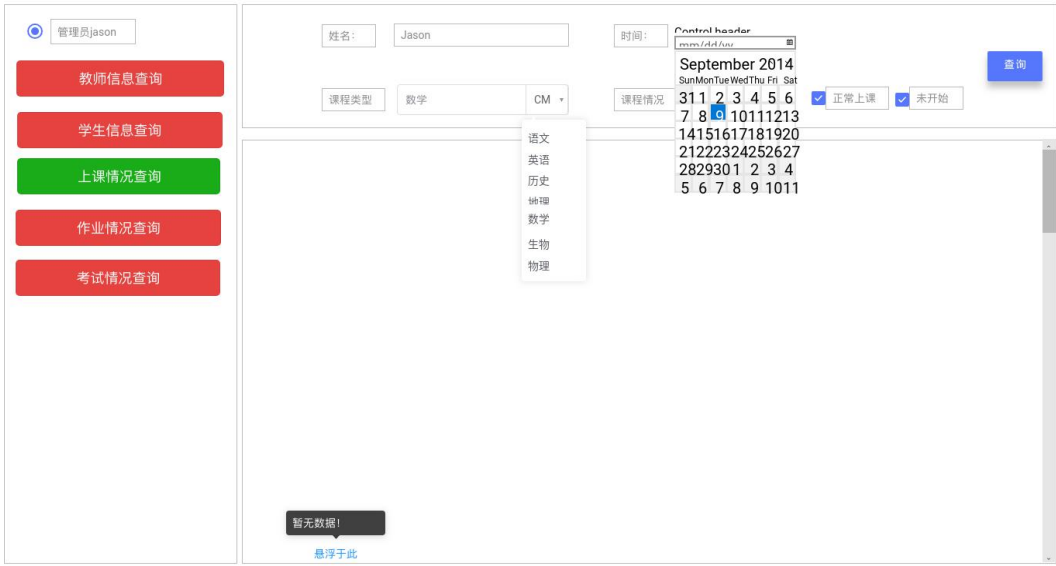 管理员jason
教师信息查询
学生信息查询
上课情况查询
作业情况查询
考试情况查询
姓名:
Jason
时间:
Control header
mm/dd/yy
查询
课程类型
数学
CM
课程情况
正常上课
未开始
September 2014
Sun Mon Tue Wed Thu Fri Sat
31 1 2 3 4 5 6
7 8 9 10 11 12 13
14 15 16 17 18 19 20
21 22 23 24 25 26 27
28 29 30 1 2 3 4
5 6 7 8 9 10 11
语文
英语
历史
地理
数学
生物
物理
暂无数据!
悬浮于此